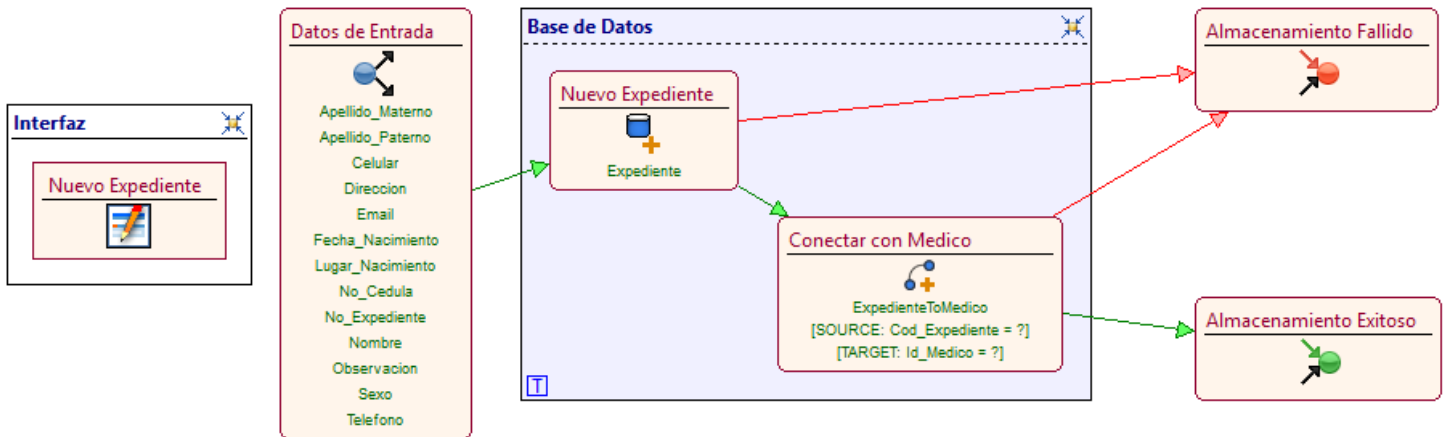 Interfaz
Nuevo Expediente
Datos de Entrada
Apellido_Materno
Apellido_Paterno
Celular
Direccion
Email
Fecha_Nacimiento
Lugar_Nacimiento
No_Cedula
No_Expediente
Nombre
Observacion
Sexo
Telefono
Base de Datos
Nuevo Expediente
Expediente
Conectar con Medico
ExpedienteToMedico
[SOURCE: Cod_Expediente = ?]
[TARGET: Id_Medico = ?]
T
Almacenamiento Fallido
Almacenamiento Exitoso